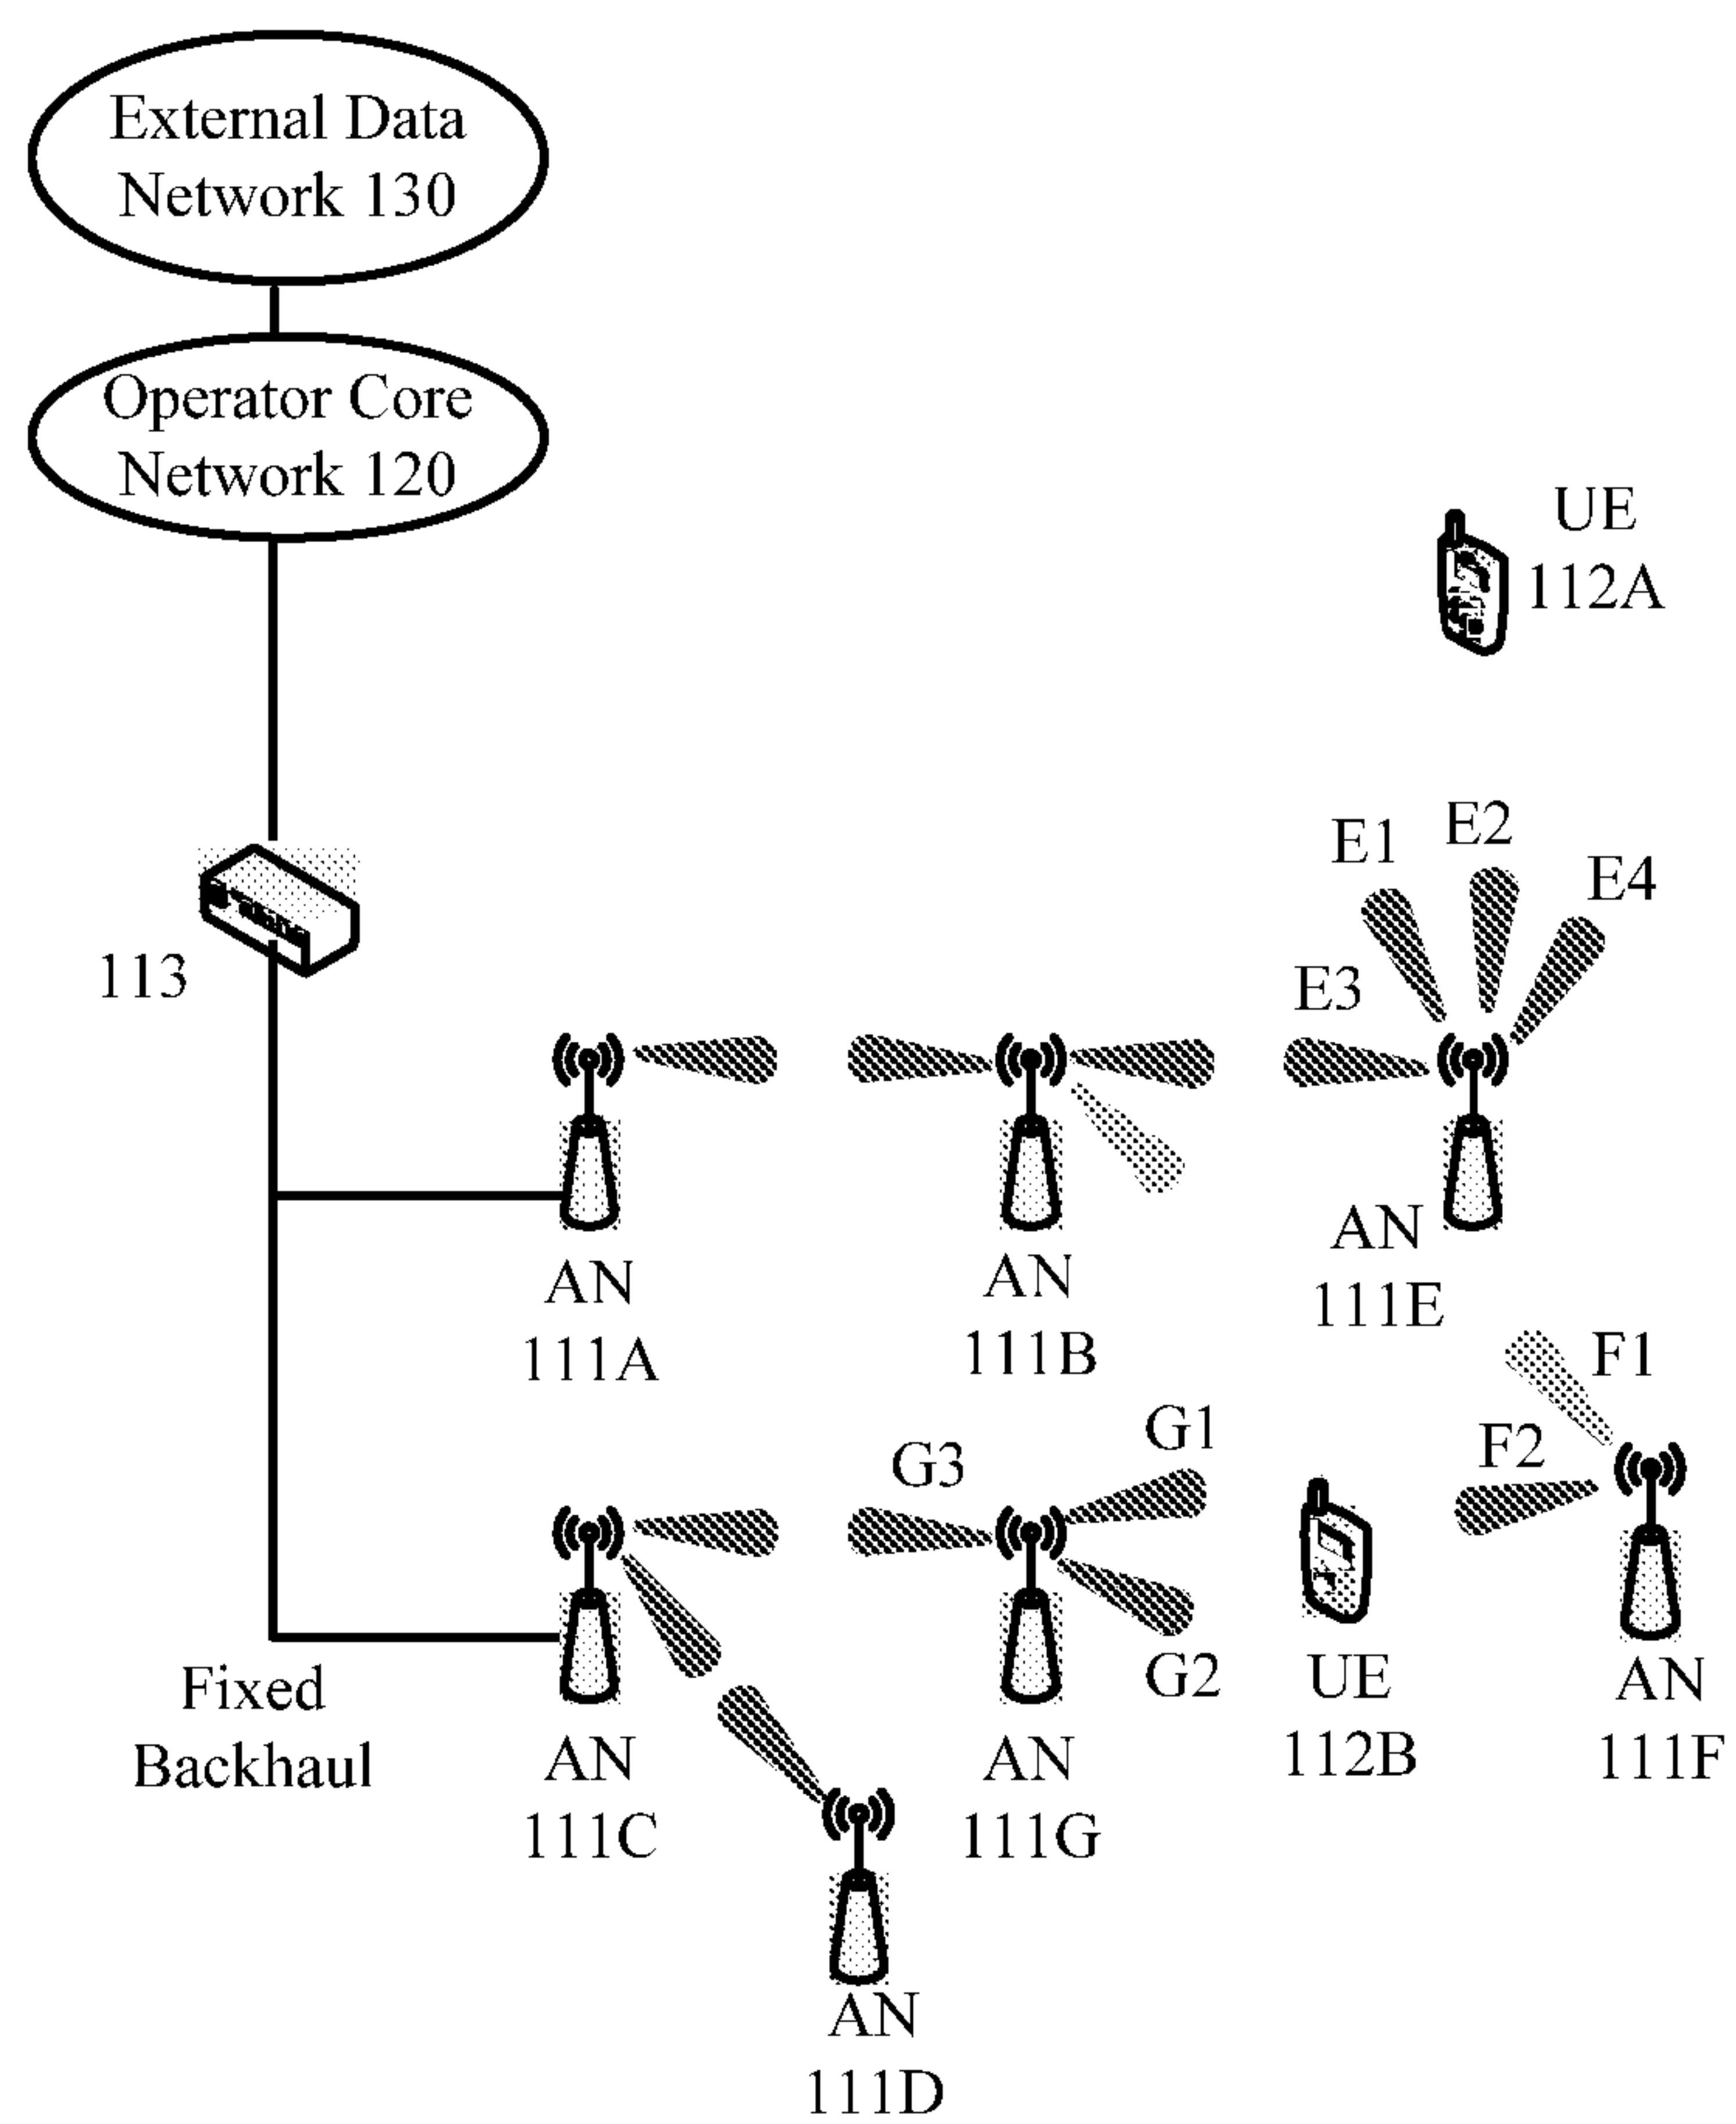 External Data
Network 130
Operator Core
Network 120
UE
112A
E1
E2
E4
E3
113
AN
111A
AN
111B
AN
111E
F1
F2
G1
G3
G2
Fixed
Backhaul
AN
111C
AN
111G
UE
112B
AN
111F
AN
111D